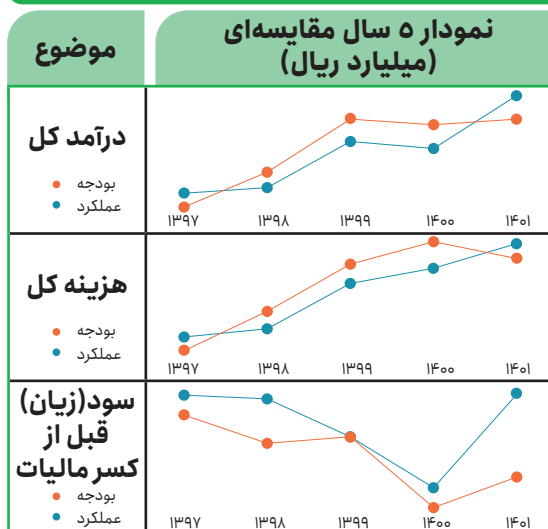 موضوع
نمودار ۵ سال مقایسه‌ای
(میلیارد ریال)
درآمد کل
بودجه
عملکرد
۱۳۹۷ ۱۳۹۸ ۱۳۹۹ ۱۴۰۰ ۱۴۰۱
هزینه کل
بودجه
عملکرد
۱۳۹۷ ۱۳۹۸ ۱۳۹۹ ۱۴۰۰ ۱۴۰۱
سود(زیان)
قبل از
کسر مالیات
بودجه
عملکرد
۱۳۹۷ ۱۳۹۸ ۱۳۹۹ ۱۴۰۰ ۱۴۰۱